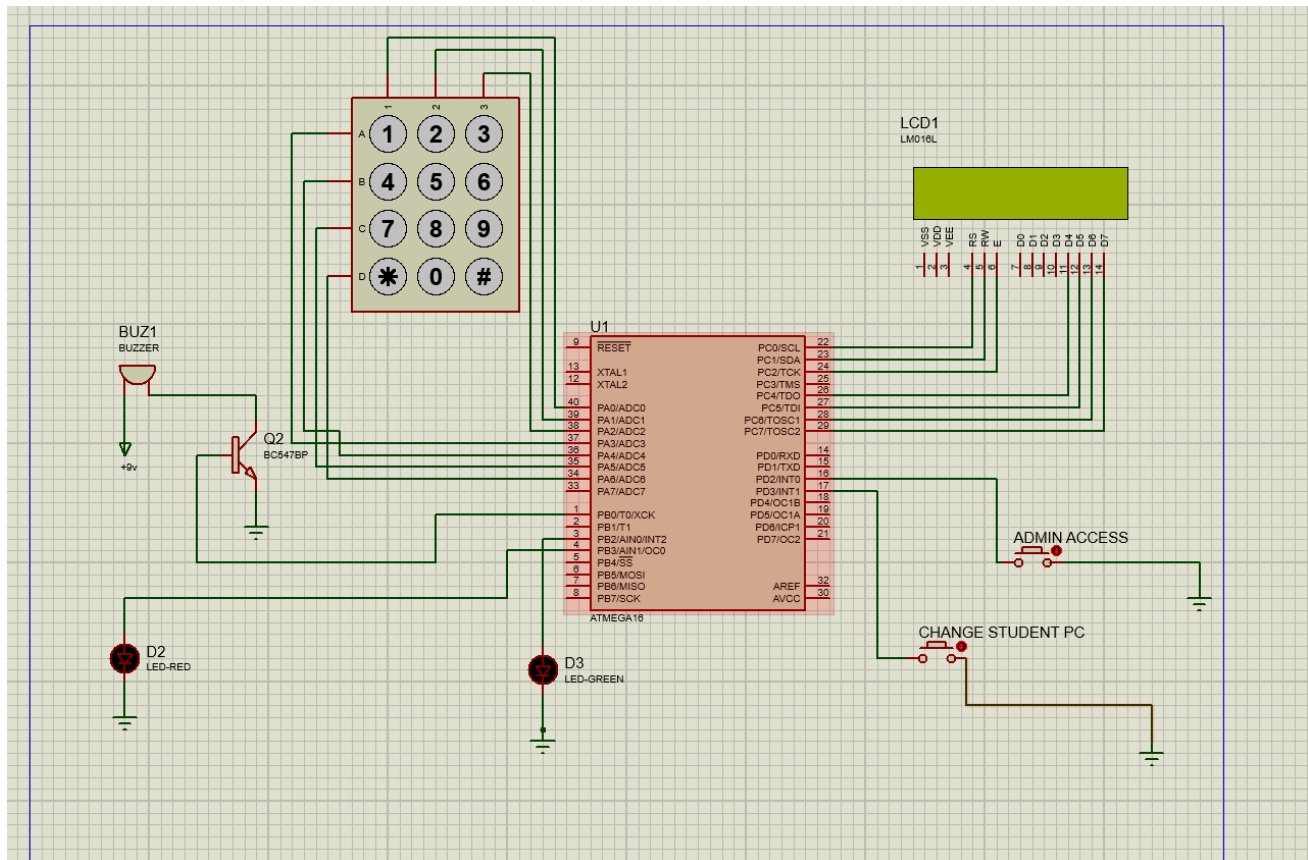 1 2 3
A 1 2 3
B 4 5 6
C 7 8 9
D * 0 #
LCD1
LM016L
VSS VDD VEE RS RW E D0 D1 D2 D3 D4 D5 D6 D7
1 2 3 4 5 6 7 8 9 10 11 12 13 14
BUZ1
BUZZER
+9v
Q2
BC547BP
U1
9 RESET
13 XTAL1
12 XTAL2
40 PA0/ADC0
39 PA1/ADC1
38 PA2/ADC2
37 PA3/ADC3
36 PA4/ADC4
35 PA5/ADC5
34 PA6/ADC6
33 PA7/ADC7
1 PB0/T0/XCK
2 PB1/T1
3 PB2/AIN0/INT2
4 PB3/AIN1/OC0
5 PB4/SS
6 PB5/MOSI
7 PB6/MISO
8 PB7/SCK
PC0/SCL 22
PC1/SDA 23
PC2/TCK 24
PC3/TMS 25
PC4/TDO 26
PC5/TDI 27
PC6/TOSC1 28
PC7/TOSC2 29
PD0/RXD 14
PD1/TXD 15
PD2/INT0 16
PD3/INT1 17
PD4/OC1B 18
PD5/OC1A 19
PD6/ICP1 20
PD7/OC2 21
AREF 32
AVCC 30
ATMEGA16
ADMIN ACCESS
CHANGE STUDENT PC
D2
LED-RED
D3
LED-GREEN